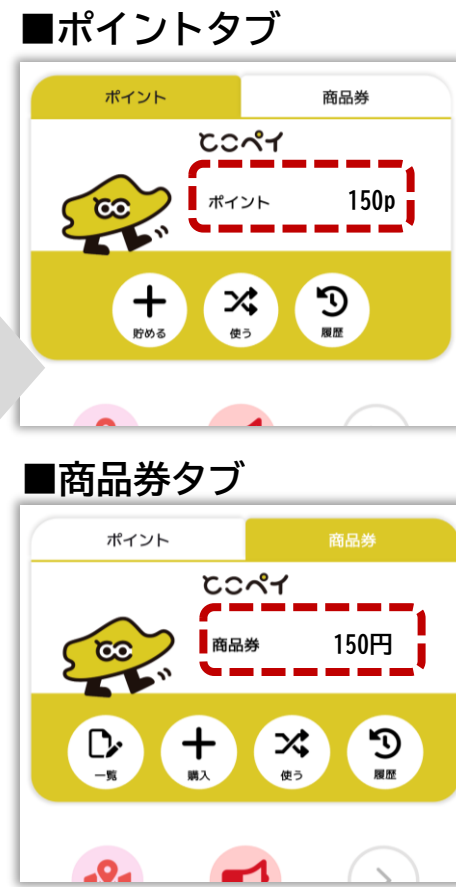 ■ポイントタブ
ポイント 商品券
とこペイ
ポイント 150p
貯める 使う 履歴
■商品券タブ
ポイント 商品券
とこペイ
商品券 150円
一覧 購入 使う 履歴